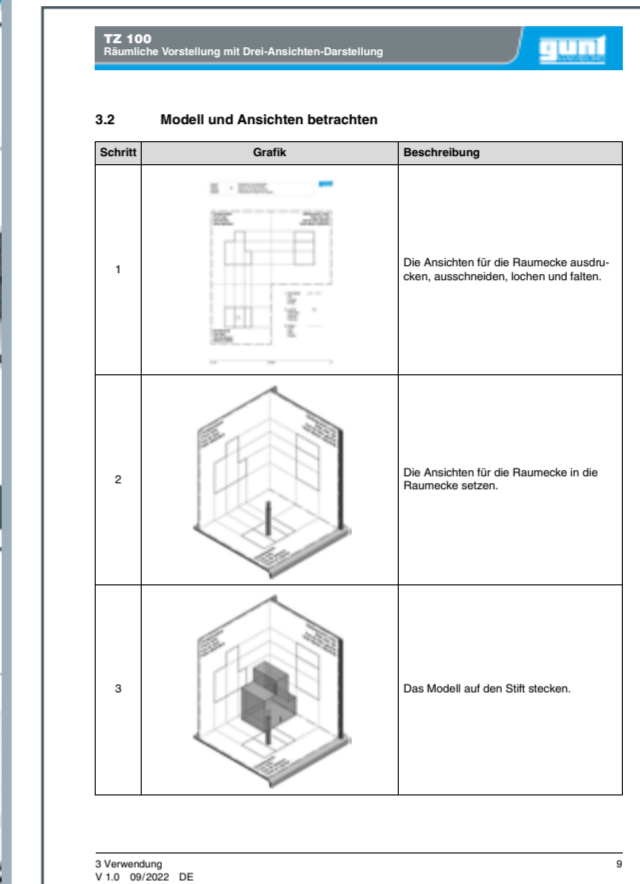 TZ 100
Räumliche Vorstellung mit Drei-Ansichten-Darstellung
gunt
3.2 Modell und Ansichten betrachten
Schritt Grafik Beschreibung
1
Die Ansichten für die Raumecke ausdru-
cken, ausschneiden, lochen und falten.
2
Die Ansichten für die Raumecke in die
Raumecke setzen.
3
Das Modell auf den Stift stecken.
3 Verwendung 9
V 1.0 09/2022 DE